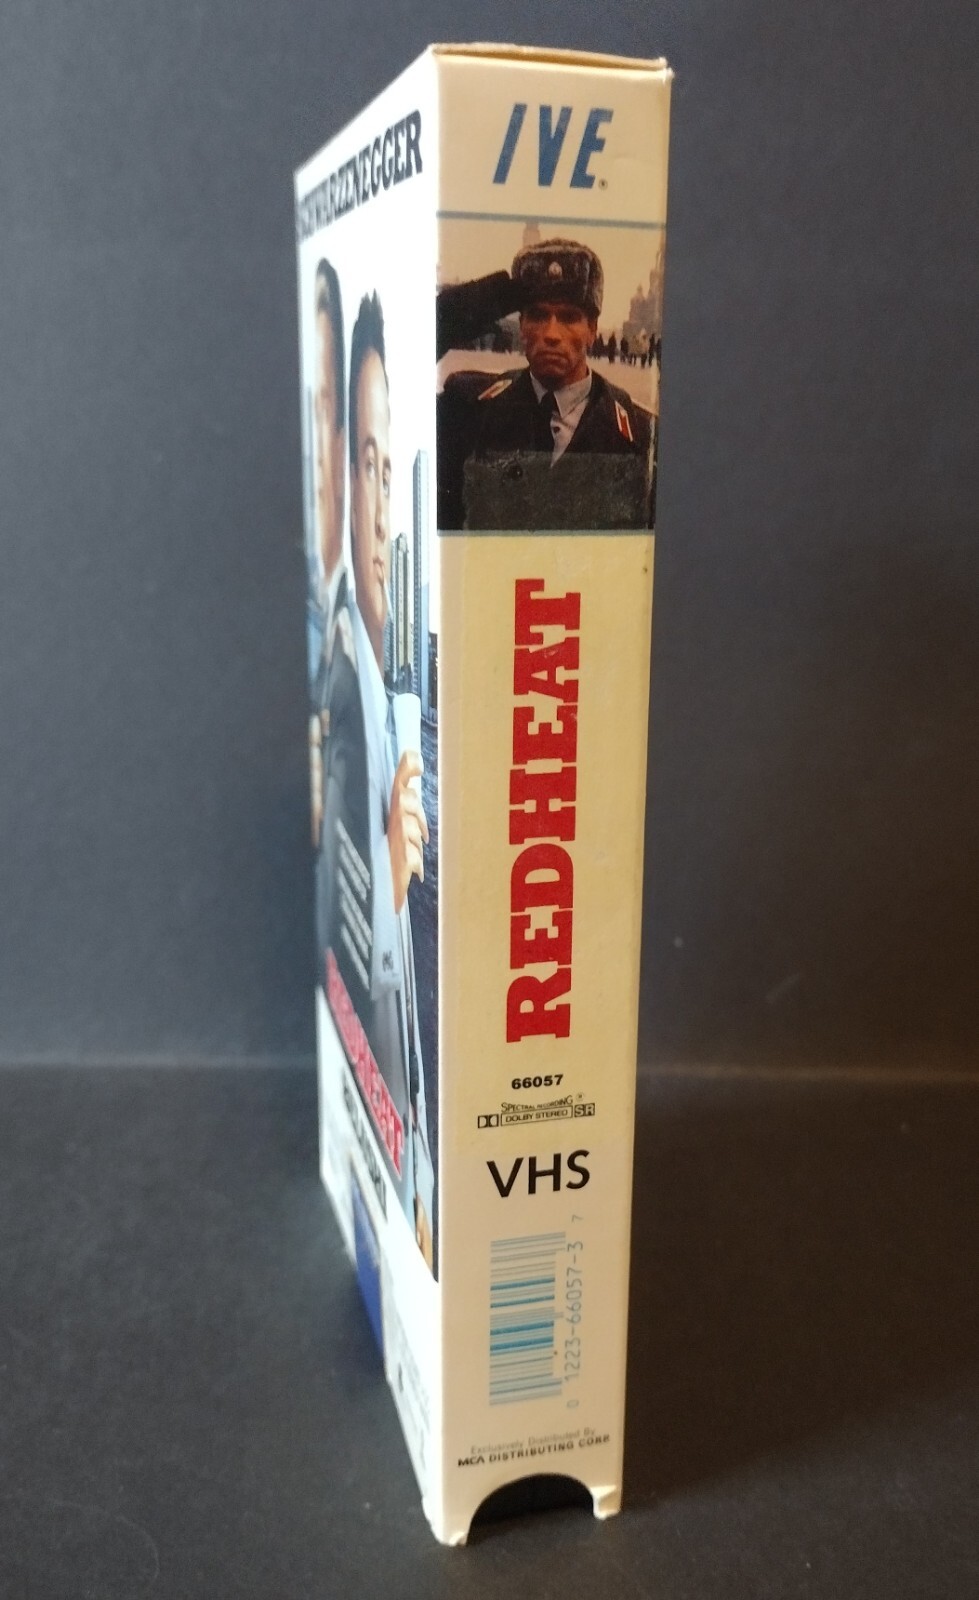 SCHWARZENEGGER
IVE®
REDHEAT
66057
SPECTRAL RECORDING®
DOLBY STEREO SR
VHS
0 1223-66057-3 7
Exclusively Distributed By
MCA DISTRIBUTING CORP.